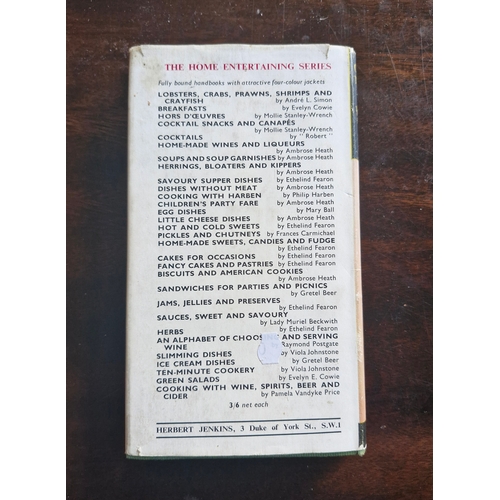 THE HOME ENTERTAINING SERIES
Fully bound handbooks with attractive four-colour jackets
LOBSTERS, CRABS, PRAWNS, SHRIMPS AND
CRAYFISH by André L. Simon
BREAKFASTS by Evelyn Cowie
HORS D'ŒUVRES by Mollie Stanley-Wrench
COCKTAIL SNACKS AND CANAPÉS
by Mollie Stanley-Wrench
COCKTAILS by "Robert"
HOME-MADE WINES AND LIQUEURS
by Ambrose Heath
SOUPS AND SOUP GARNISHES by Ambrose Heath
HERRINGS, BLOATERS AND KIPPERS
by Ambrose Heath
SAVOURY SUPPER DISHES by Ethelind Fearon
DISHES WITHOUT MEAT by Ambrose Heath
COOKING WITH HARBEN by Philip Harben
CHILDREN'S PARTY FARE by Ambrose Heath
EGG DISHES by Mary Ball
LITTLE CHEESE DISHES by Ambrose Heath
HOT AND COLD SWEETS by Ethelind Fearon
PICKLES AND CHUTNEYS by Frances Carmichael
HOME-MADE SWEETS, CANDIES AND FUDGE
by Ethelind Fearon
CAKES FOR OCCASIONS by Ethelind Fearon
FANCY CAKES AND PASTRIES by Ethelind Fearon
BISCUITS AND AMERICAN COOKIES
by Ambrose Heath
SANDWICHES FOR PARTIES AND PICNICS
by Gretel Beer
JAMS, JELLIES AND PRESERVES
by Ethelind Fearon
SAUCES, SWEET AND SAVOURY
by Lady Muriel Beckwith
HERBS by Ethelind Fearon
AN ALPHABET OF AND SERVING
WINE Raymond Postgate
SLIMMING DISHES by Viola Johnstone
ICE CREAM DISHES by Gretel Beer
TEN-MINUTE COOKERY by Viola Johnstone
GREEN SALADS by Evelyn E. Cowie
COOKING WITH WINE, SPIRITS, BEER AND
CIDER by Pamela Vandyke Price
3/6 net each
HERBERT JENKINS, 3 Duke of York St., S.W.1